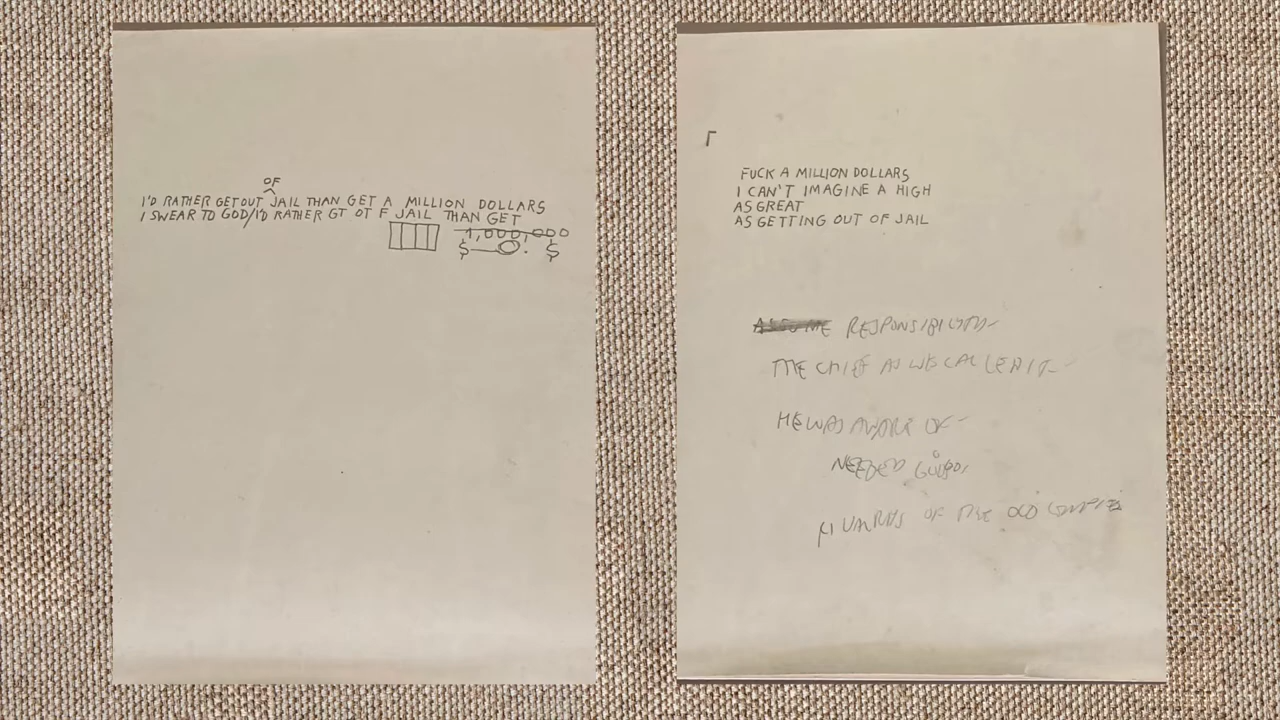 I'D RATHER GET OUT OF JAIL THAN GET A MILLION DOLLARS
I SWEAR TO GOD/I'D RATHER GT OT F JAIL THAN GET
1,000,000
$ $
FUCK A MILLION DOLLARS
I CAN'T IMAGINE A HIGH
AS GREAT
AS GETTING OUT OF JAIL
ASSUME RESPONSIBILITY-
THE CHIEF AS WE CALL
HE WAS AWARE OF-
NEEDED
OF THE OLD